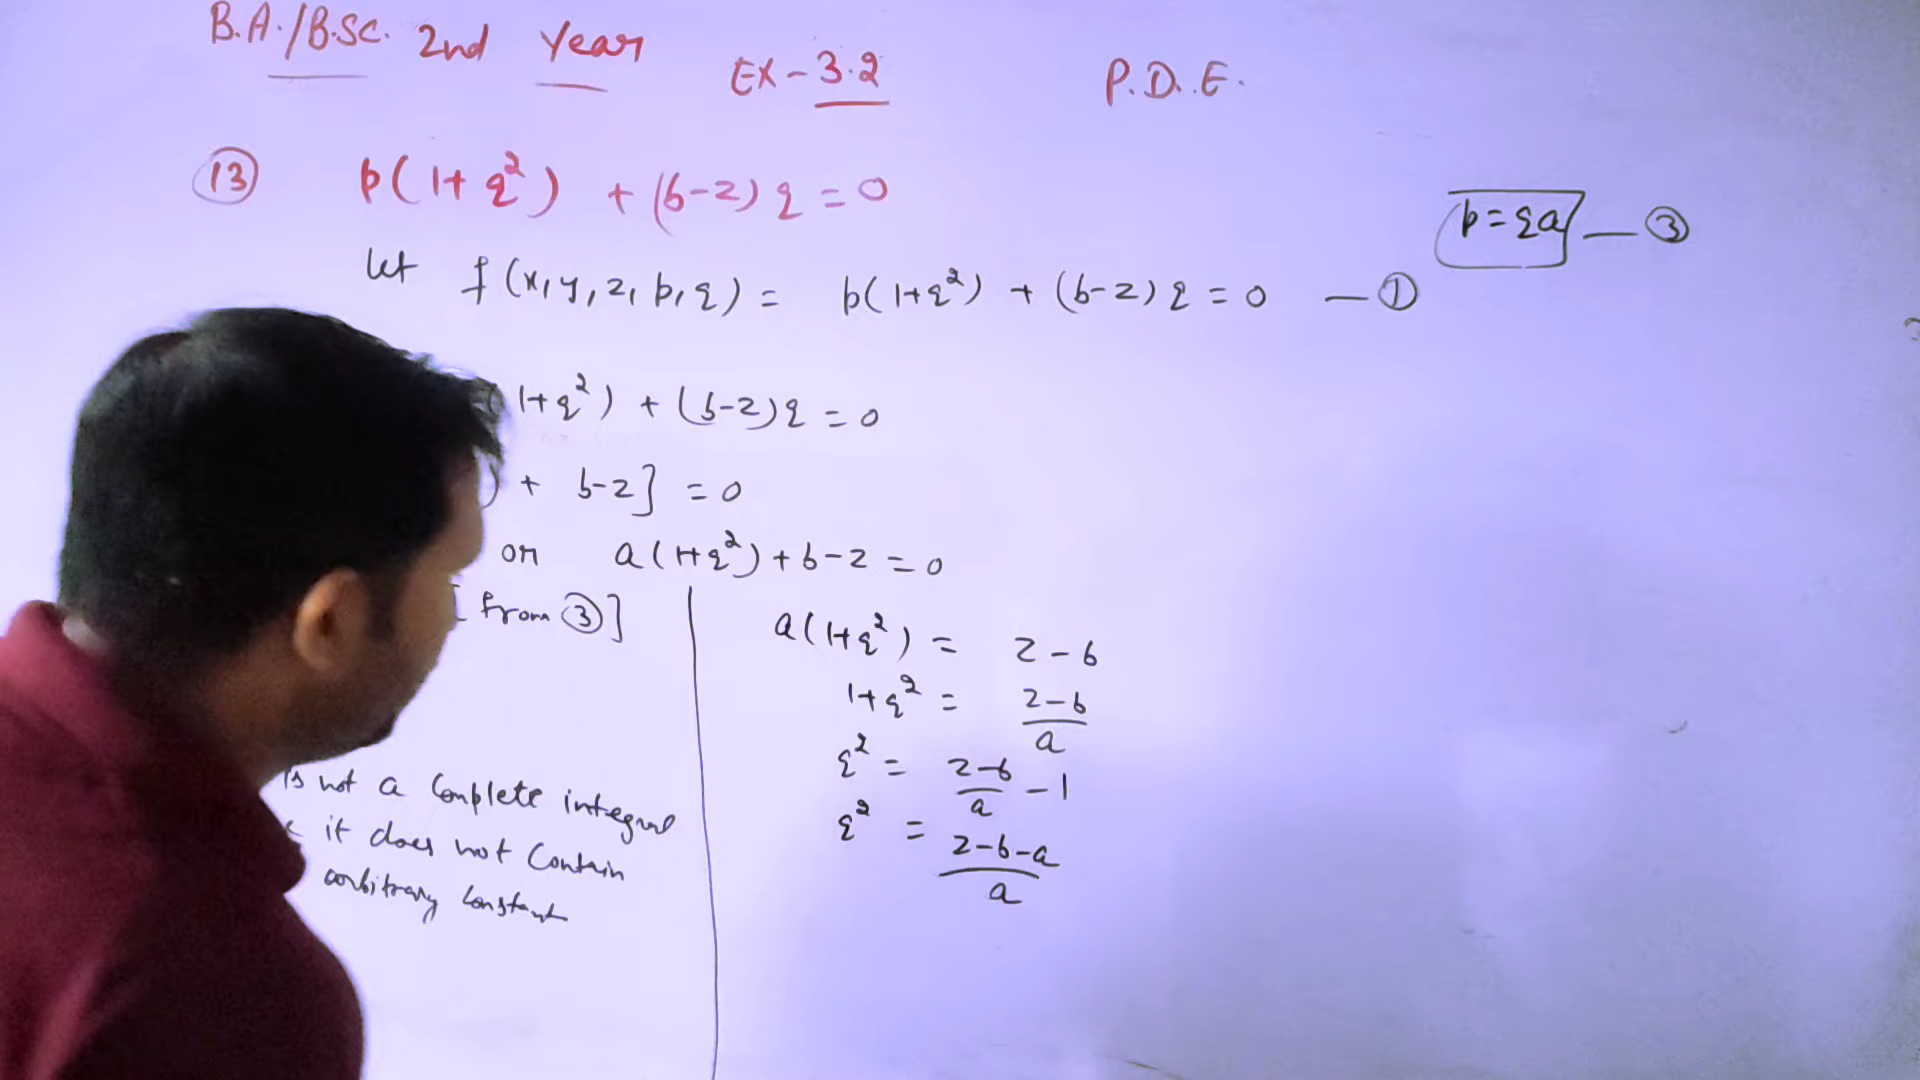 B.A./B.SC. 2nd Year EX-3.2 P.D.E.
(13) p(1+q²) + (b-z)q = 0
p = qa — (3)
let f(x,y,z,p,q) = p(1+q²) + (b-z)q = 0 — (1)
1+q²) + (b-z)q = 0
) + b-z] = 0
or a(1+q²)+b-z = 0
[from (3)]
a(1+q²) = z-b
1+q² = (z-b)/a
q² = (z-b)/a - 1
q² = (z-b-a)/a
is not a Complete integral
it does not Contain
arbitrary Constant